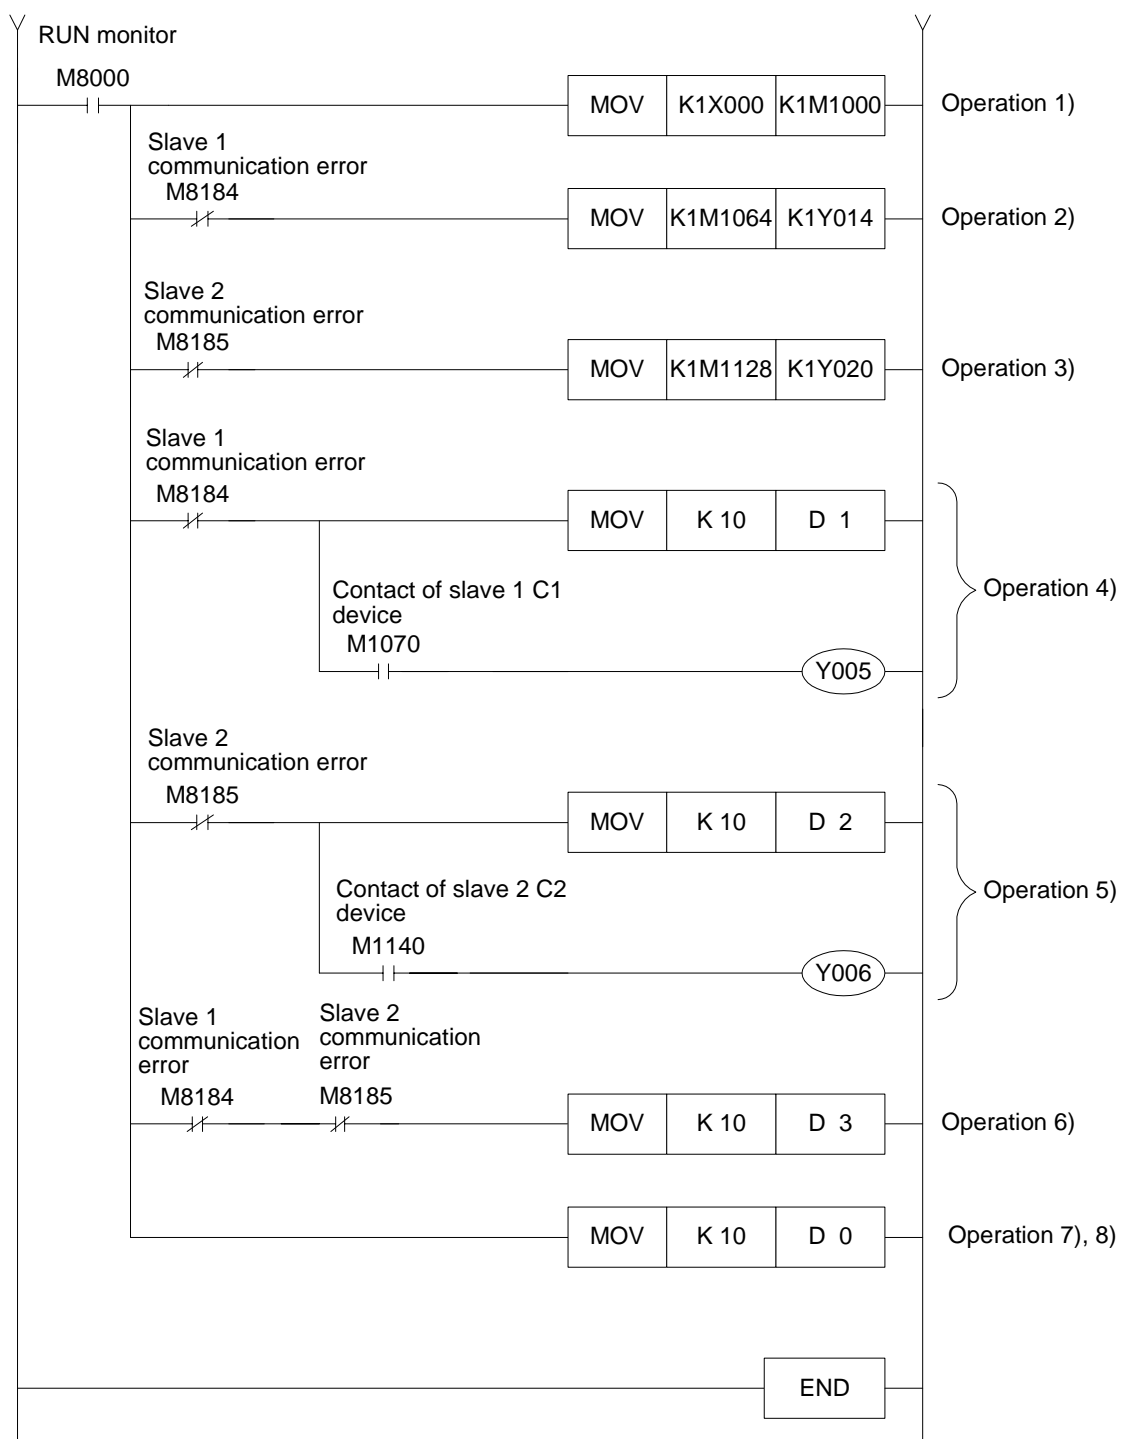 RUN monitor
M8000
MOV K1X000 K1M1000 Operation 1)
Slave 1
communication error
M8184
MOV K1M1064 K1Y014 Operation 2)
Slave 2
communication error
M8185
MOV K1M1128 K1Y020 Operation 3)
Slave 1
communication error
M8184
MOV K 10 D 1
Operation 4)
Contact of slave 1 C1
device
M1070
Y005
Slave 2
communication error
M8185
MOV K 10 D 2
Operation 5)
Contact of slave 2 C2
device
M1140
Y006
Slave 1
communication
error
M8184
Slave 2
communication
error
M8185
MOV K 10 D 3 Operation 6)
MOV K 10 D 0 Operation 7), 8)
END